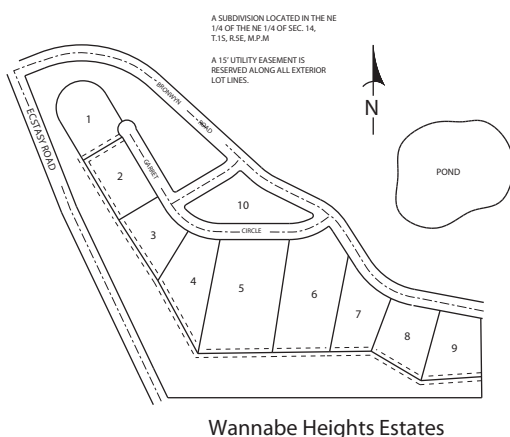 A SUBDIVISION LOCATED IN THE NE
1/4 OF THE NE 1/4 OF SEC. 14,
T.1S, R.5E, M.P.M
A 15' UTILITY EASEMENT IS
RESERVED ALONG ALL EXTERIOR
LOT LINES.
N
BRONWYN
ROAD
ECSTASY ROAD
POND
1
GABRIET
2
10
3
CIRCLE
4
5
6
7
8
9
Wannabe Heights Estates